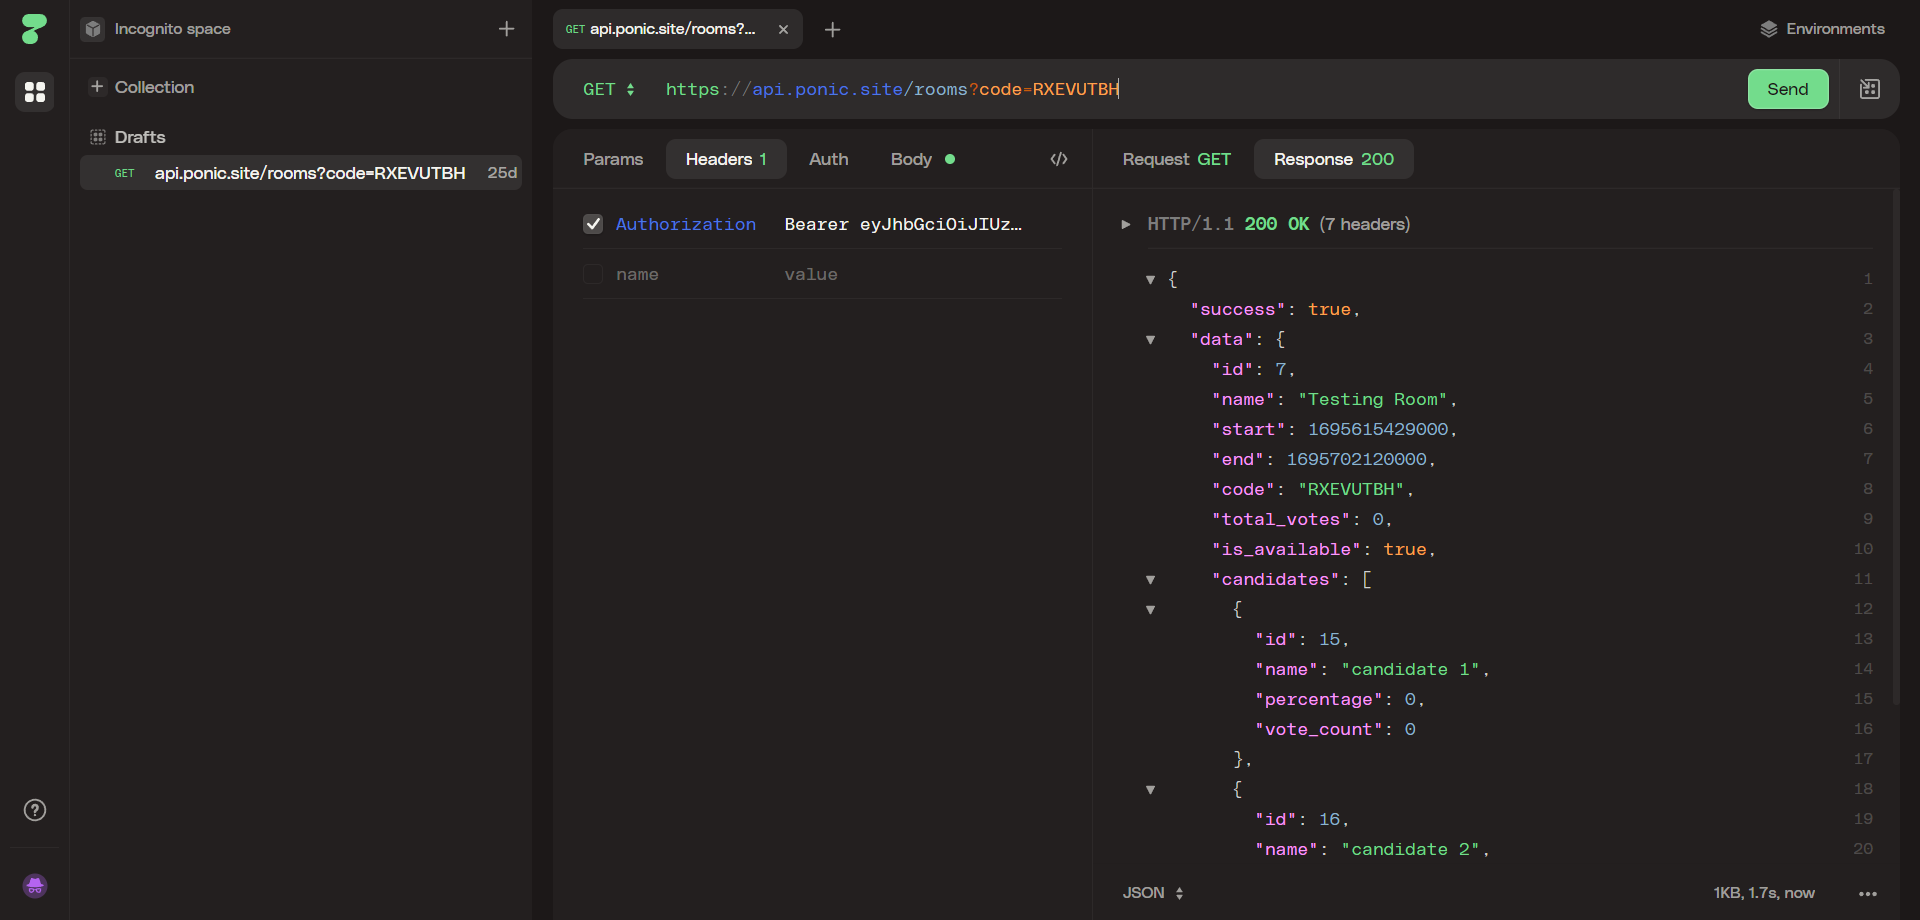 Incognito space
Collection
Drafts
GET api.ponic.site/rooms?code=RXEVUTBH 25d
GET api.ponic.site/rooms?...
Environments
GET https://api.ponic.site/rooms?code=RXEVUTBH
Send
Params Headers 1 Auth Body </>
Authorization Bearer eyJhbGciOiJIUz...
name value
Request GET Response 200
HTTP/1.1 200 OK (7 headers)
{ 1
"success": true, 2
"data": { 3
"id": 7, 4
"name": "Testing Room", 5
"start": 1695615429000, 6
"end": 1695702120000, 7
"code": "RXEVUTBH", 8
"total_votes": 0, 9
"is_available": true, 10
"candidates": [ 11
{ 12
"id": 15, 13
"name": "candidate 1", 14
"percentage": 0, 15
"vote_count": 0 16
}, 17
{ 18
"id": 16, 19
"name": "candidate 2", 20
JSON 1KB, 1.7s, now